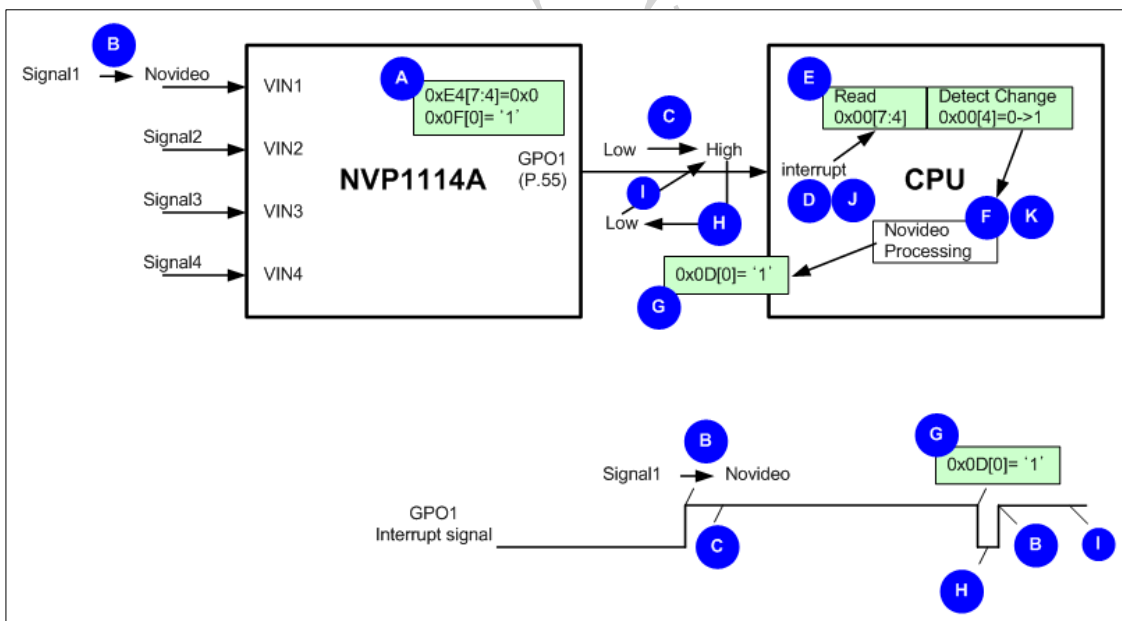 B
Signal1 Novideo
VIN1
A
0xE4[7:4]=0x0
0x0F[0]= ‘1’
E
Read
0x00[7:4]
Detect Change
0x00[4]=0->1
C
Signal2
VIN2
NVP1114A
GPO1
(P.55)
Low High
I
interrupt
CPU
D J
Signal3
VIN3
Low
H
F K
Novideo
Processing
Signal4
VIN4
0x0D[0]= ‘1’
G
B
Signal1 Novideo
G
0x0D[0]= ‘1’
GPO1
Interrupt signal
C
B
I
H